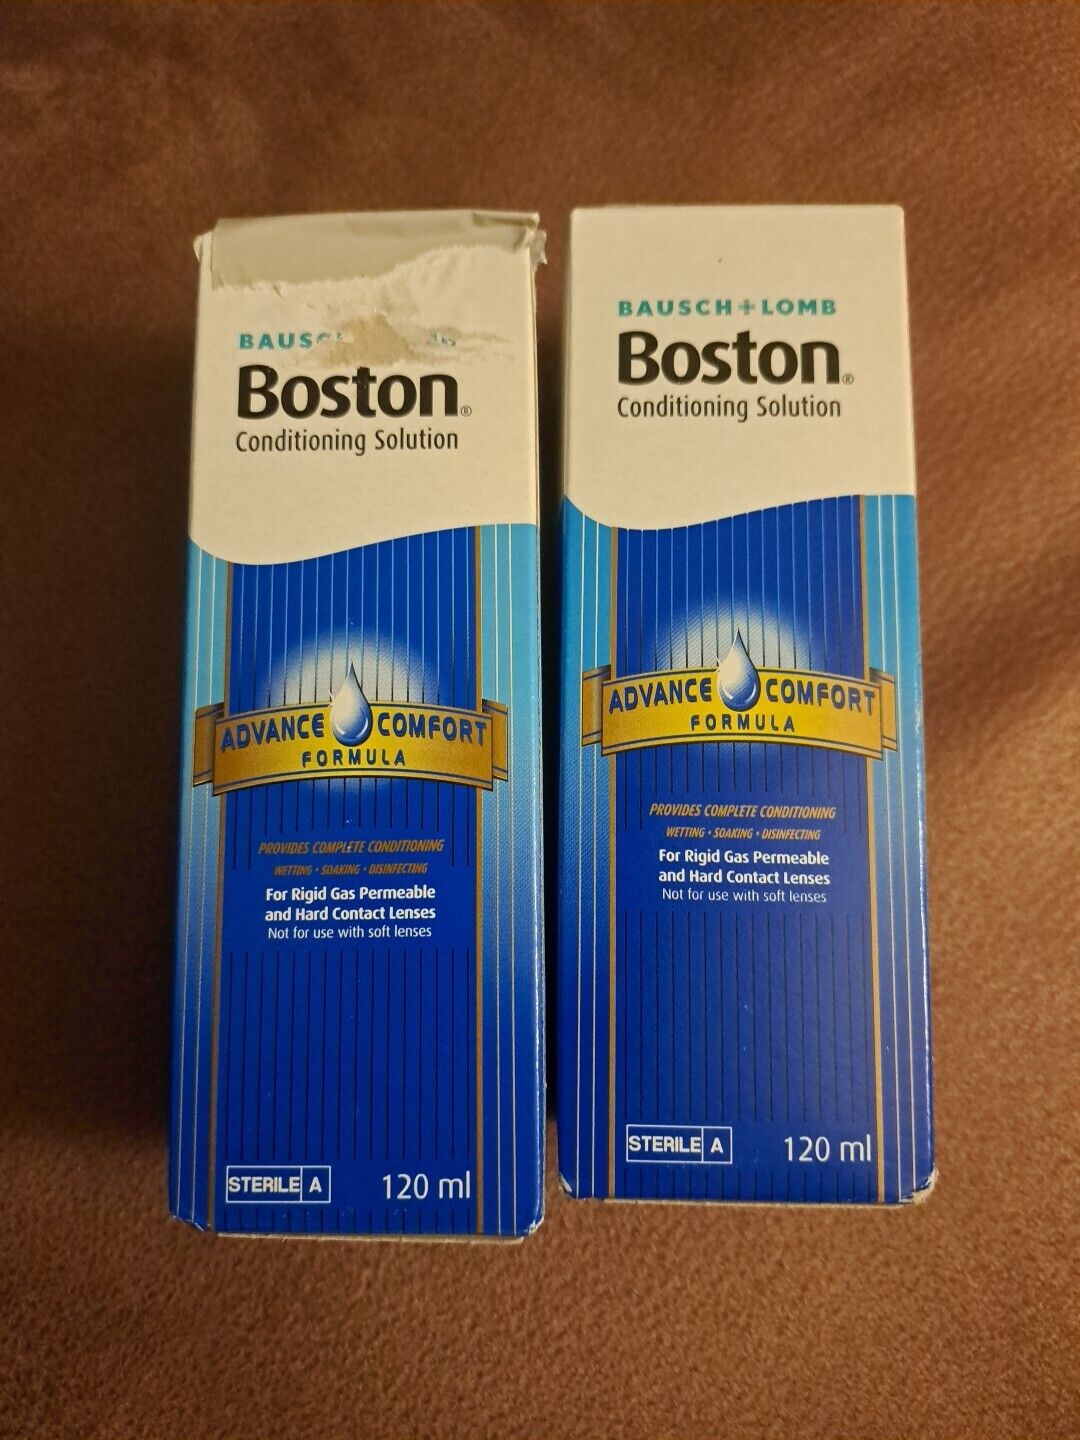 Boston®
Conditioning Solution
ADVANCE COMFORT
FORMULA
PROVIDES COMPLETE CONDITIONING
WETTING • SOAKING • DISINFECTING
For Rigid Gas Permeable
and Hard Contact Lenses
Not for use with soft lenses
STERILE A
120 ml
BAUSCH+LOMB
Boston®
Conditioning Solution
ADVANCE COMFORT
FORMULA
PROVIDES COMPLETE CONDITIONING
WETTING • SOAKING • DISINFECTING
For Rigid Gas Permeable
and Hard Contact Lenses
Not for use with soft lenses
STERILE A
120 ml